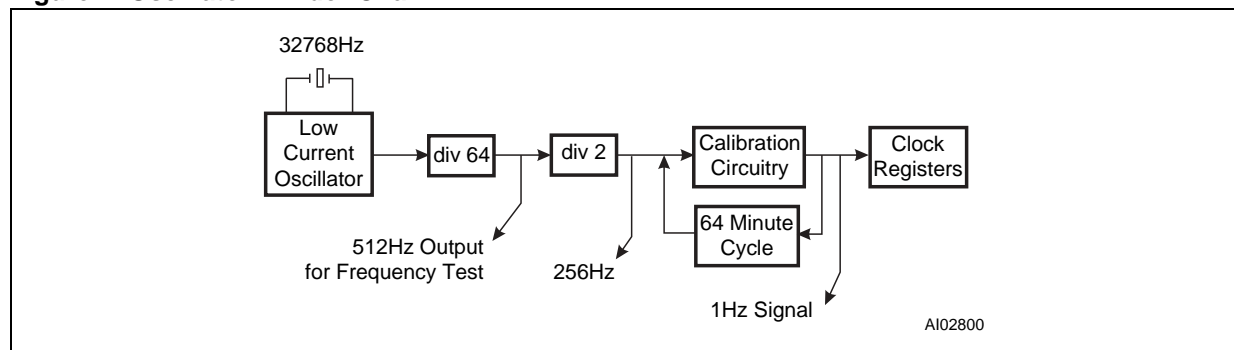 32768Hz
Low
Current
Oscillator
div 64
div 2
Calibration
Circuitry
Clock
Registers
64 Minute
Cycle
512Hz Output
for Frequency Test
256Hz
1Hz Signal
AI02800